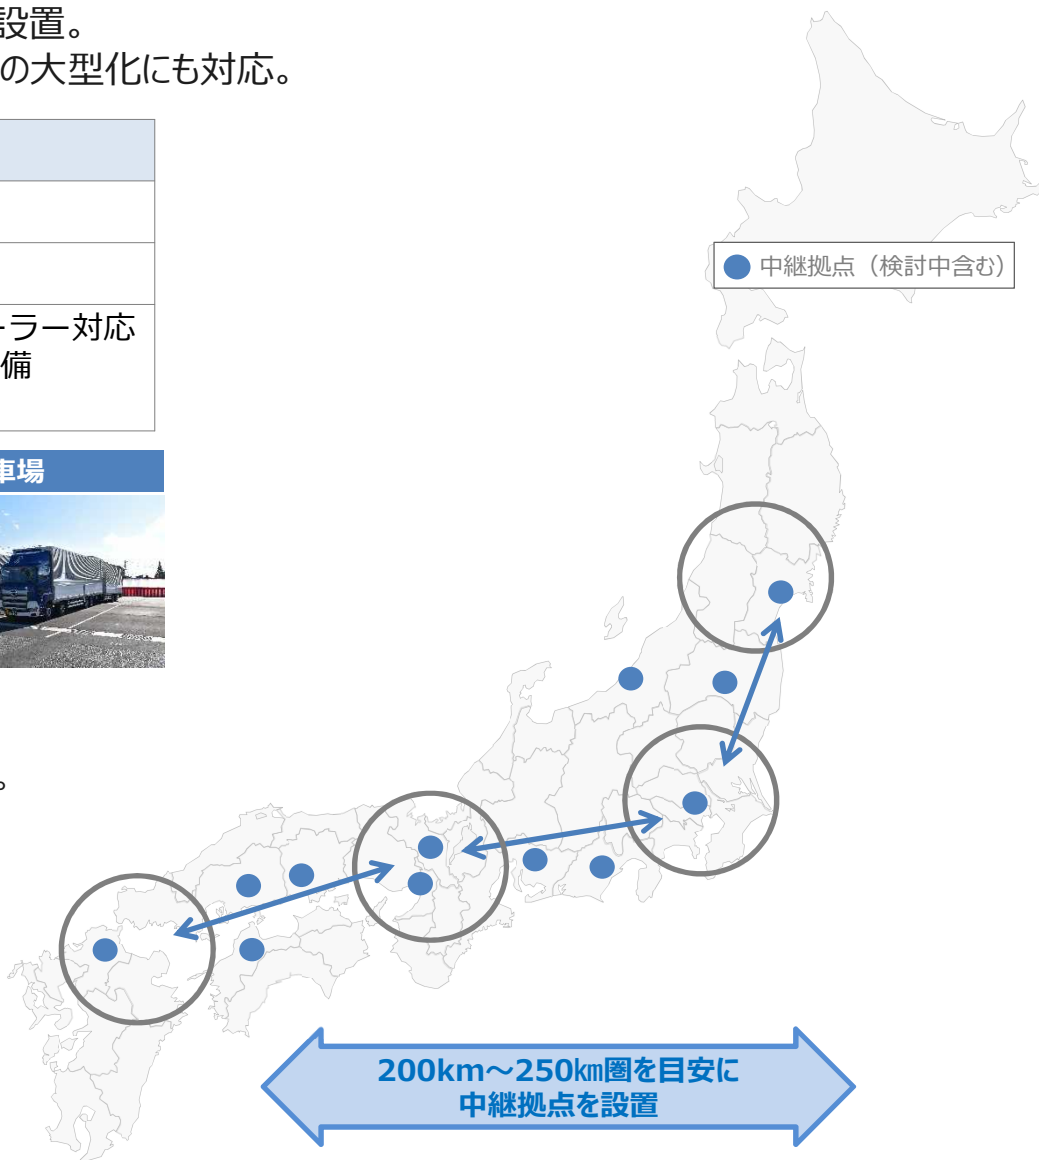 設置。
の大型化にも対応。
ーラー対応
備
車場
。
中継拠点（検討中含む）
200km～250㎞圏を目安に
中継拠点を設置